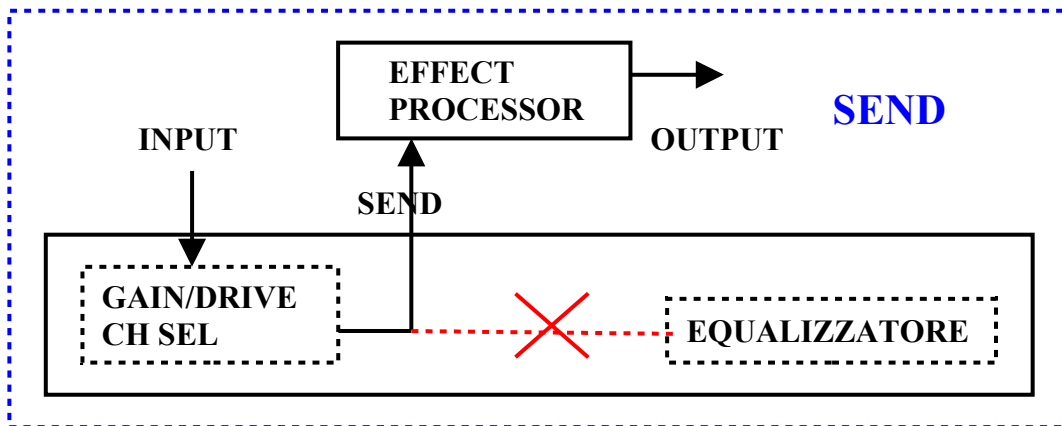 EFFECT
PROCESSOR
SEND
INPUT
OUTPUT
SEND
GAIN/DRIVE
CH SEL
EQUALIZZATORE